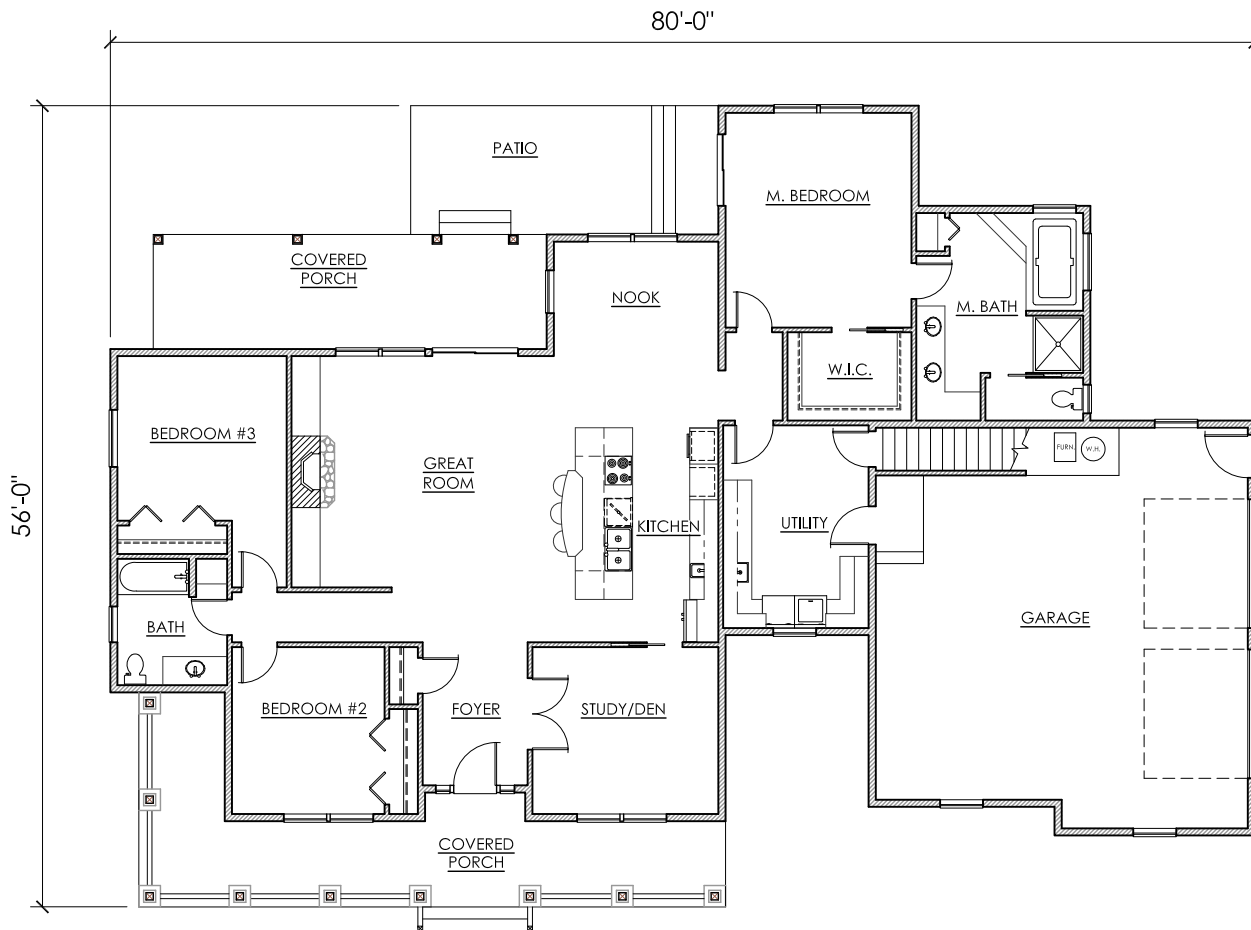 80'-0"
56'-0"
PATIO
M. BEDROOM
COVERED
PORCH
NOOK
M. BATH
W.I.C.
BEDROOM #3
GREAT
ROOM
FURN.
W.H.
KITCHEN
UTILITY
BATH
GARAGE
BEDROOM #2
FOYER
STUDY/DEN
COVERED
PORCH